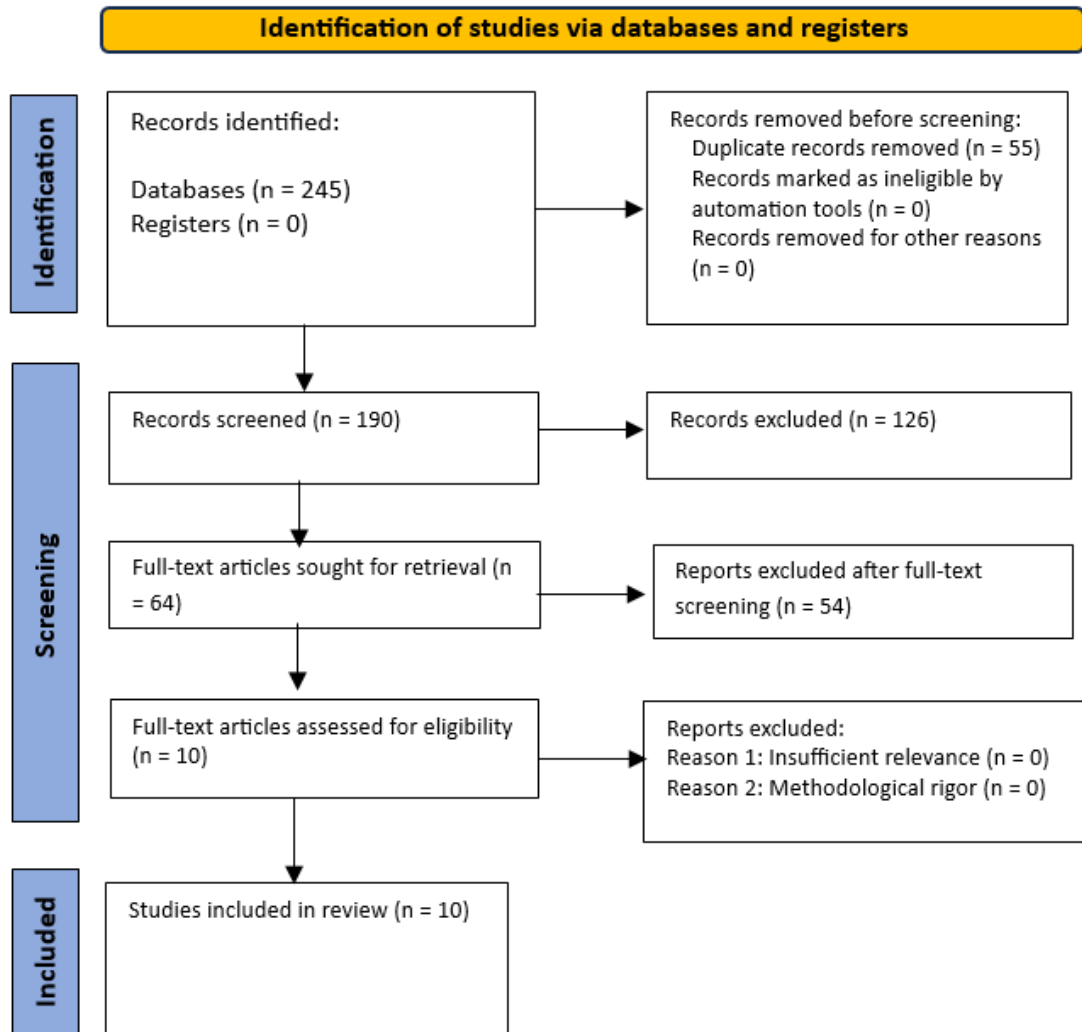 Identification of studies via databases and registers
Identification
Records identified:
Databases (n = 245)
Registers (n = 0)
Records removed before screening:
Duplicate records removed (n = 55)
Records marked as ineligible by
automation tools (n = 0)
Records removed for other reasons
(n = 0)
Screening
Records screened (n = 190)
Records excluded (n = 126)
Full-text articles sought for retrieval (n
= 64)
Reports excluded after full-text
screening (n = 54)
Full-text articles assessed for eligibility
(n = 10)
Reports excluded:
Reason 1: Insufficient relevance (n = 0)
Reason 2: Methodological rigor (n = 0)
Included
Studies included in review (n = 10)